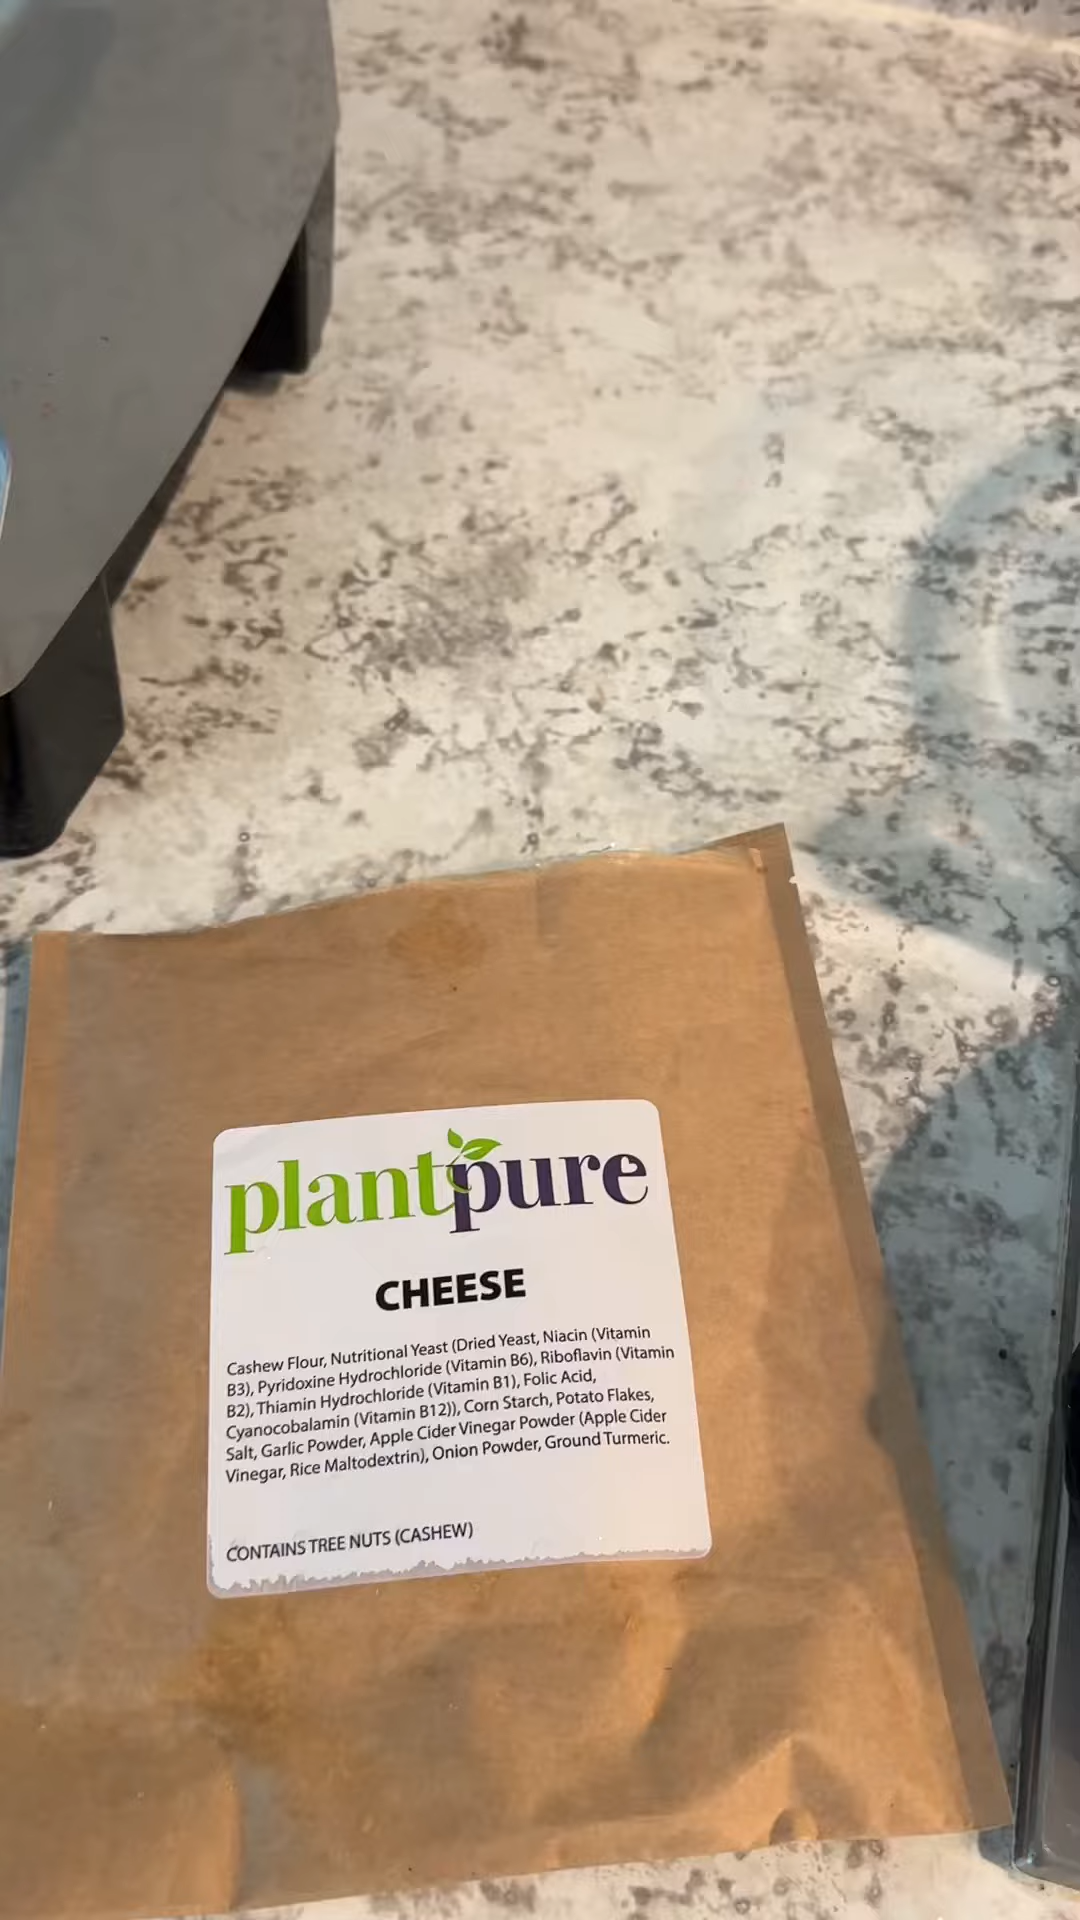 plantpure
CHEESE
Cashew Flour, Nutritional Yeast (Dried Yeast, Niacin (Vitamin
B3), Pyridoxine Hydrochloride (Vitamin B6), Riboflavin (Vitamin
B2), Thiamin Hydrochloride (Vitamin B1), Folic Acid,
Cyanocobalamin (Vitamin B12)), Corn Starch, Potato Flakes,
Salt, Garlic Powder, Apple Cider Vinegar Powder (Apple Cider
Vinegar, Rice Maltodextrin), Onion Powder, Ground Turmeric.
CONTAINS TREE NUTS (CASHEW)